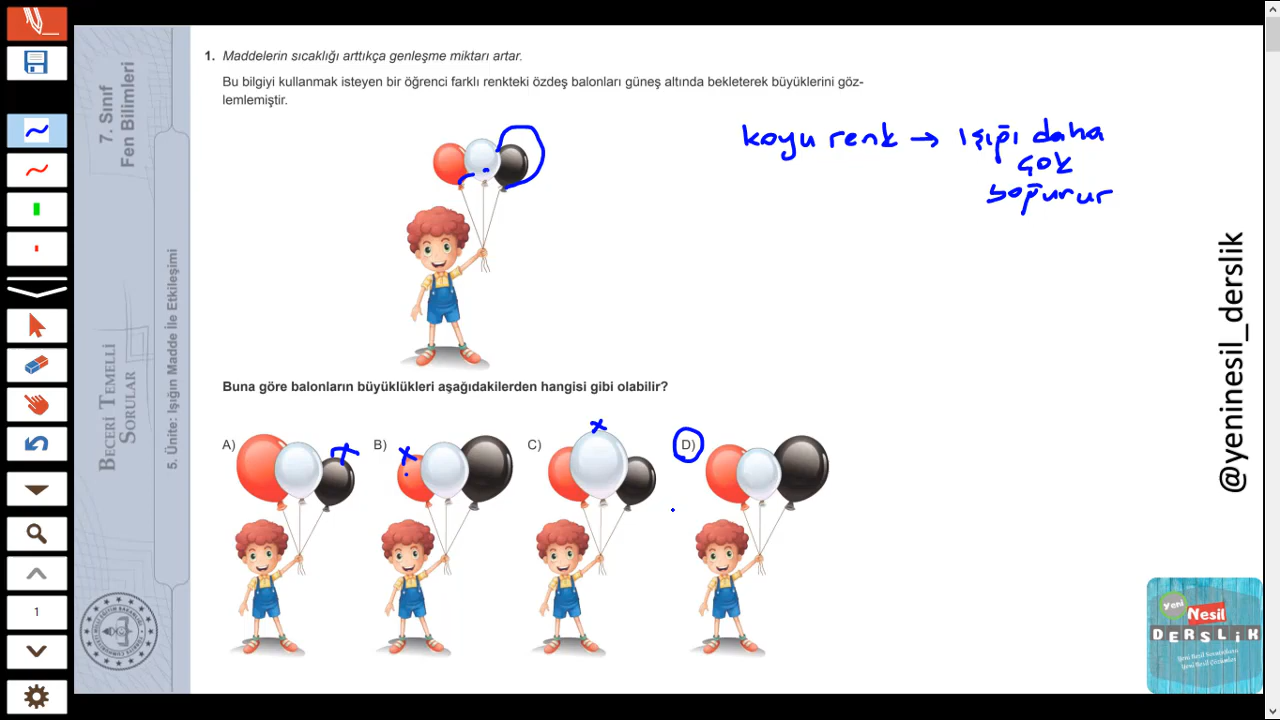 7. Sınıf
Fen Bilimleri
5. Ünite: Işığın Madde İle Etkileşimi
BECERİ TEMELLİ
SORULAR
1. Maddelerin sıcaklığı arttıkça genleşme miktarı artar.
Bu bilgiyi kullanmak isteyen bir öğrenci farklı renkteki özdeş balonları güneş altında bekleterek büyüklerini göz-
lemlemiştir.
koyu renk → ışığı daha
çok
soğurur
Buna göre balonların büyüklükleri aşağıdakilerden hangisi gibi olabilir?
A) B) C) D)
@yeninesil_derslik
Yeni
Nesil
DERSLİK
1